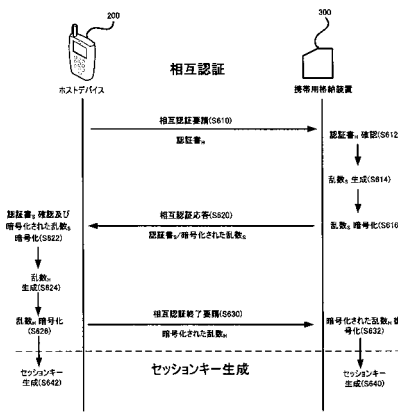 200
300
相互認証
ホストデバイス
携帯用格納装置
相互認証要請(S610)
認証書H
認証書H 確認(S612)
乱数S 生成(S614)
乱数S 暗号化(S616
相互認証応答(S620)
認証書S/暗号化された乱数S
認証書S 確認及び
暗号化された乱数S
暗号化(S622)
乱数H
生成(S624)
乱数H 暗号化
(S626)
相互認証終了要請(S630)
暗号化された乱数H
暗号化された乱数H 復
号化(S632)
セッションキー生成
セッションキー
生成(S642)
セッションキー
生成(S640)